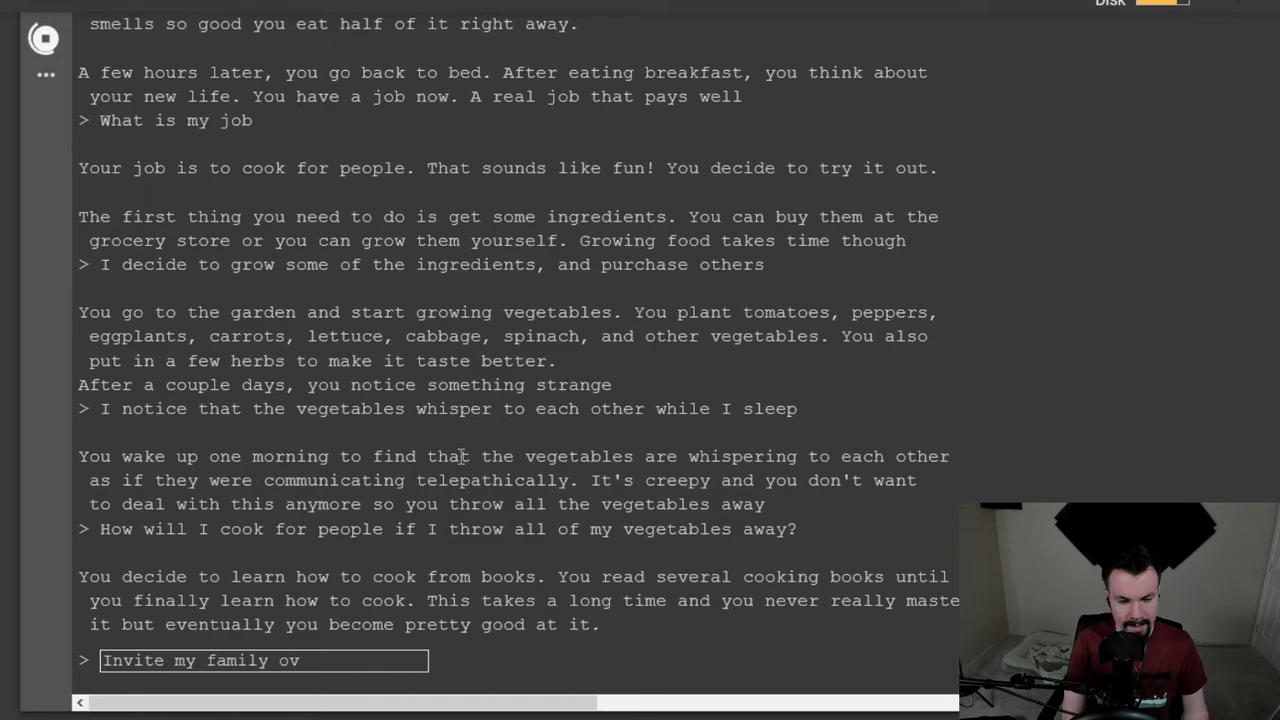 Disk
smells so good you eat half of it right away.
A few hours later, you go back to bed. After eating breakfast, you think about
your new life. You have a job now. A real job that pays well
> What is my job
Your job is to cook for people. That sounds like fun! You decide to try it out.
The first thing you need to do is get some ingredients. You can buy them at the
grocery store or you can grow them yourself. Growing food takes time though
> I decide to grow some of the ingredients, and purchase others
You go to the garden and start growing vegetables. You plant tomatoes, peppers,
eggplants, carrots, lettuce, cabbage, spinach, and other vegetables. You also
put in a few herbs to make it taste better.
After a couple days, you notice something strange
> I notice that the vegetables whisper to each other while I sleep
You wake up one morning to find that the vegetables are whispering to each other
as if they were communicating telepathically. It's creepy and you don't want
to deal with this anymore so you throw all the vegetables away
> How will I cook for people if I throw all of my vegetables away?
You decide to learn how to cook from books. You read several cooking books until
you finally learn how to cook. This takes a long time and you never really maste
it but eventually you become pretty good at it.
> Invite my family ov